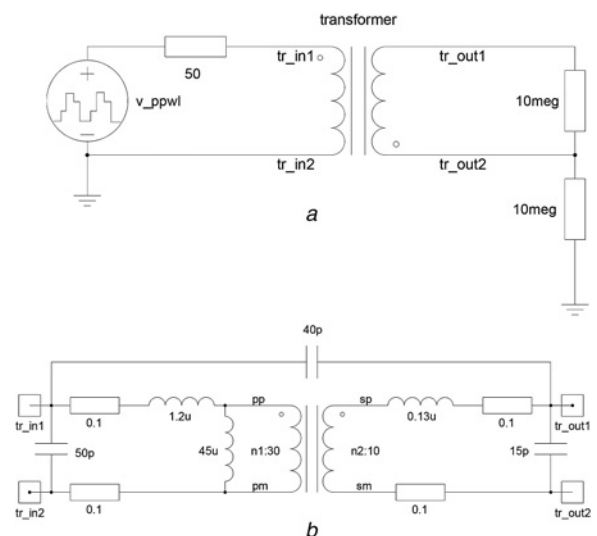 transformer
50
tr_in1
tr_out1
+
v_ppwl
−
10meg
tr_in2
tr_out2
10meg
a
40p
tr_in1
0.1
1.2u
pp
sp
0.13u
0.1
tr_out1
50p
45u
n1:30
n2:10
15p
tr_in2
0.1
pm
sm
0.1
tr_out2
b